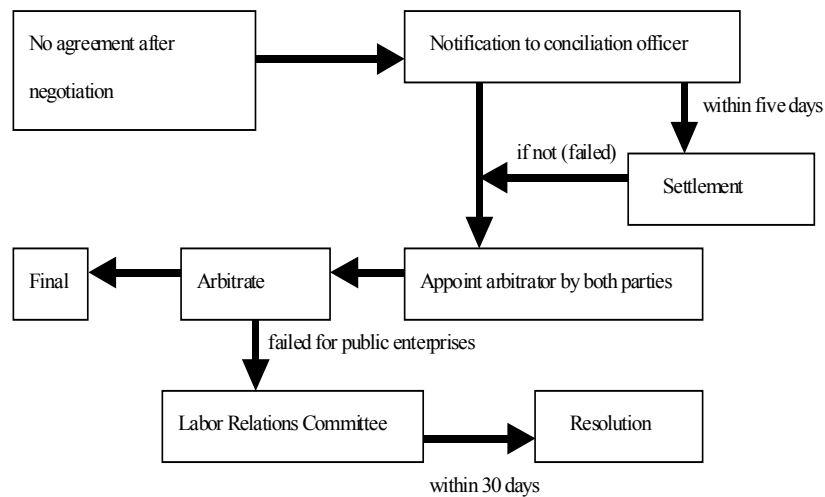 No agreement after
negotiation
Notification to conciliation officer
within five days
if not (failed)
Settlement
Final
Arbitrate
Appoint arbitrator by both parties
failed for public enterprises
Labor Relations Committee
Resolution
within 30 days